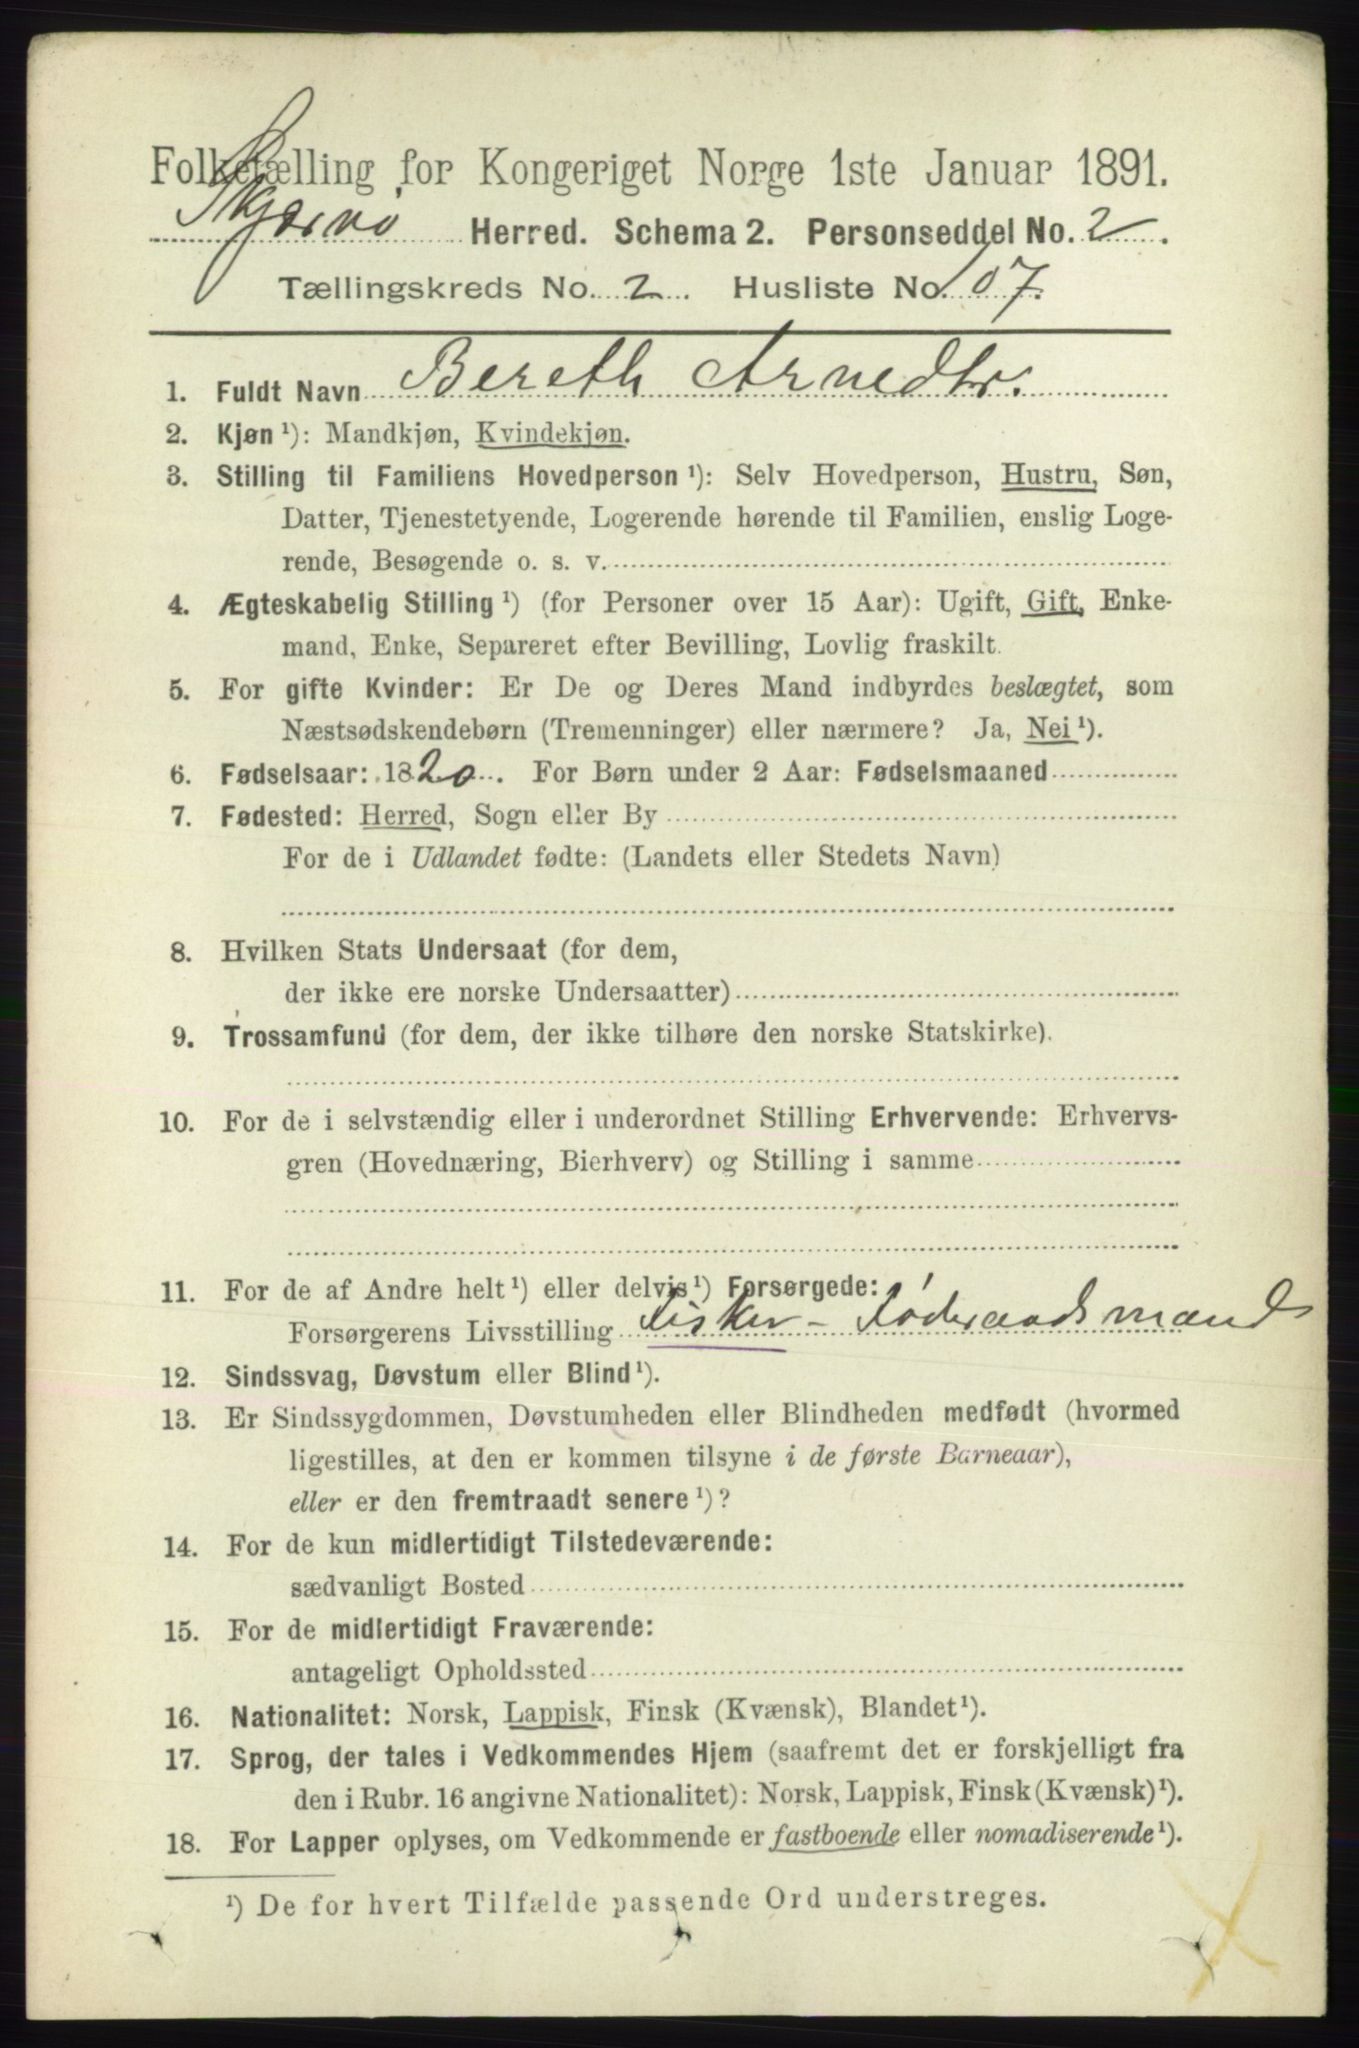 Folketælling for Kongeriget Norge 1ste Januar 1891.
Skjervø Herred. Schema 2. Personseddel No. 2.
Tællingskreds No. 2. Husliste No. 107.
1. Fuldt Navn Bereth Arnedtr.
2. Kjøn ¹): Mandkjøn, Kvindekjøn.
3. Stilling til Familiens Hovedperson ¹): Selv Hovedperson, Hustru, Søn,
Datter, Tjenestetyende, Logerende hørende til Familien, enslig Loge-
rende, Besøgende o. s. v.
4. Ægteskabelig Stilling ¹) (for Personer over 15 Aar): Ugift, Gift, Enke-
mand, Enke, Separeret efter Bevilling, Lovlig fraskilt.
5. For gifte Kvinder: Er De og Deres Mand indbyrdes beslægtet, som
Næstsødskendebørn (Tremenninger) eller nærmere? Ja, Nei ¹).
6. Fødselsaar: 1820. For Børn under 2 Aar: Fødselsmaaned
7. Fødested: Herred, Sogn eller By
For de i Udlandet fødte: (Landets eller Stedets Navn)
8. Hvilken Stats Undersaat (for dem,
der ikke ere norske Undersaatter)
9. Trossamfund (for dem, der ikke tilhøre den norske Statskirke).
10. For de i selvstændig eller i underordnet Stilling Erhvervende: Erhvervs-
gren (Hovednæring, Bierhverv) og Stilling i samme
11. For de af Andre helt ¹) eller delvis ¹) Forsørgede:
Forsørgerens Livsstilling Fisker - Føderaadsmand
12. Sindssvag, Døvstum eller Blind ¹).
13. Er Sindssygdommen, Døvstumheden eller Blindheden medfødt (hvormed
ligestilles, at den er kommen tilsyne i de første Barneaar),
eller er den fremtraadt senere ¹)?
14. For de kun midlertidigt Tilstedeværende:
sædvanligt Bosted
15. For de midlertidigt Fraværende:
antageligt Opholdssted
16. Nationalitet: Norsk, Lappisk, Finsk (Kvænsk), Blandet ¹).
17. Sprog, der tales i Vedkommendes Hjem (saafremt det er forskjelligt fra
den i Rubr. 16 angivne Nationalitet): Norsk, Lappisk, Finsk (Kvænsk) ¹).
18. For Lapper oplyses, om Vedkommende er fastboende eller nomadiserende ¹).
¹) De for hvert Tilfælde passende Ord understreges.